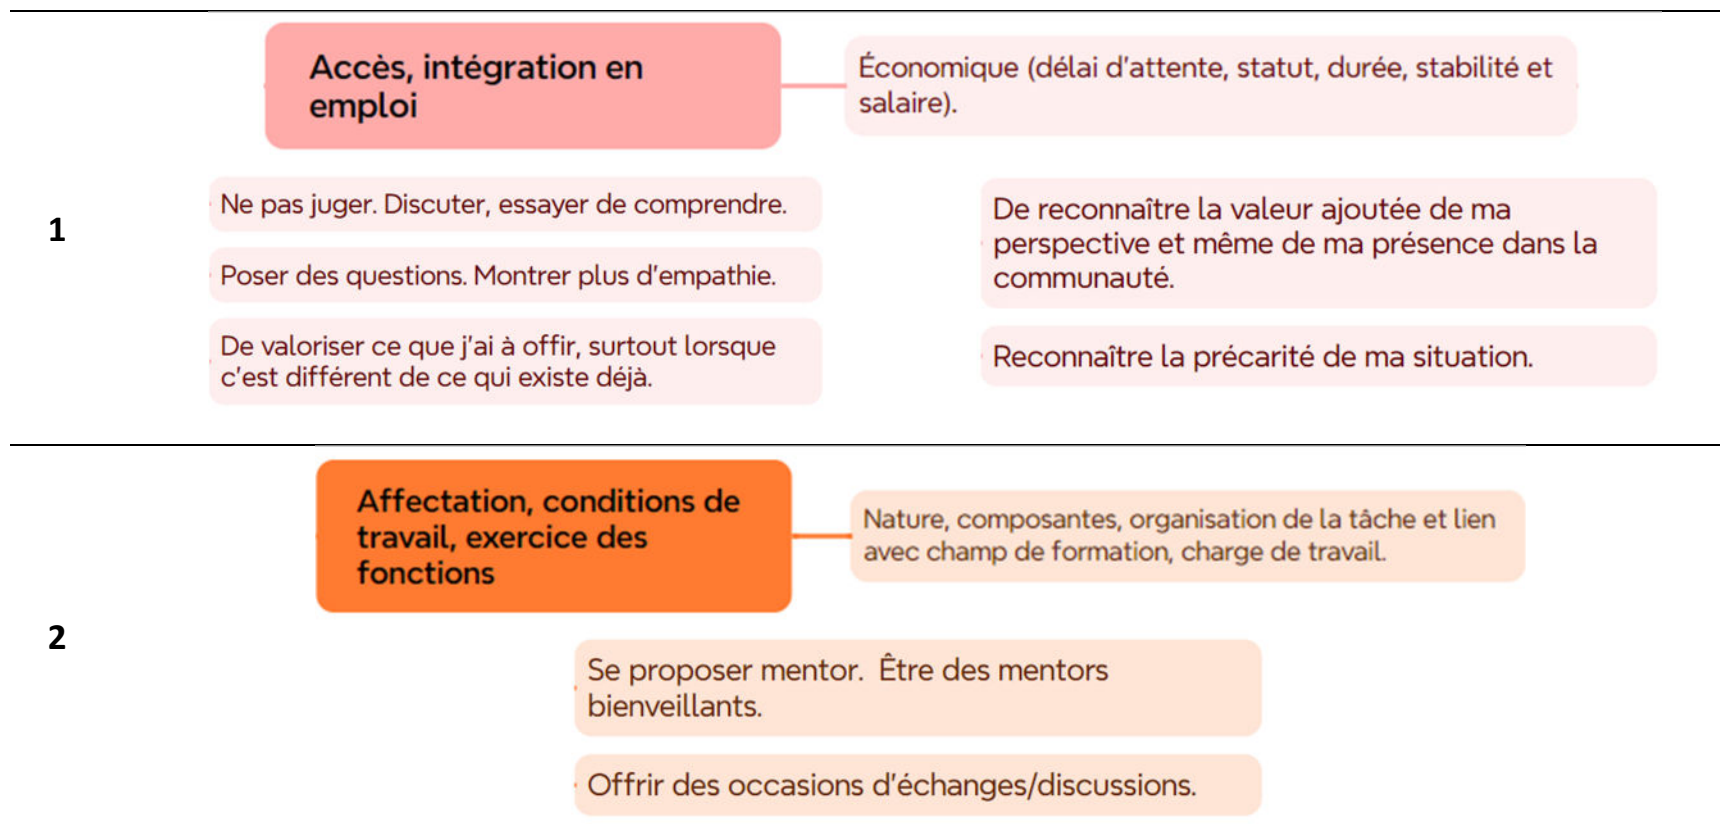 Accès, intégration en
emploi
Économique (délai d'attente, statut, durée, stabilité et
salaire).
1
Ne pas juger. Discuter, essayer de comprendre.
Poser des questions. Montrer plus d'empathie.
De valoriser ce que j'ai à offir, surtout lorsque
c'est différent de ce qui existe déjà.
De reconnaître la valeur ajoutée de ma
perspective et même de ma présence dans la
communauté.
Reconnaître la précarité de ma situation.
2
Affectation, conditions de
travail, exercice des
fonctions
Nature, composantes, organisation de la tâche et lien
avec champ de formation, charge de travail.
Se proposer mentor.  Être des mentors
bienveillants.
Offrir des occasions d'échanges/discussions.